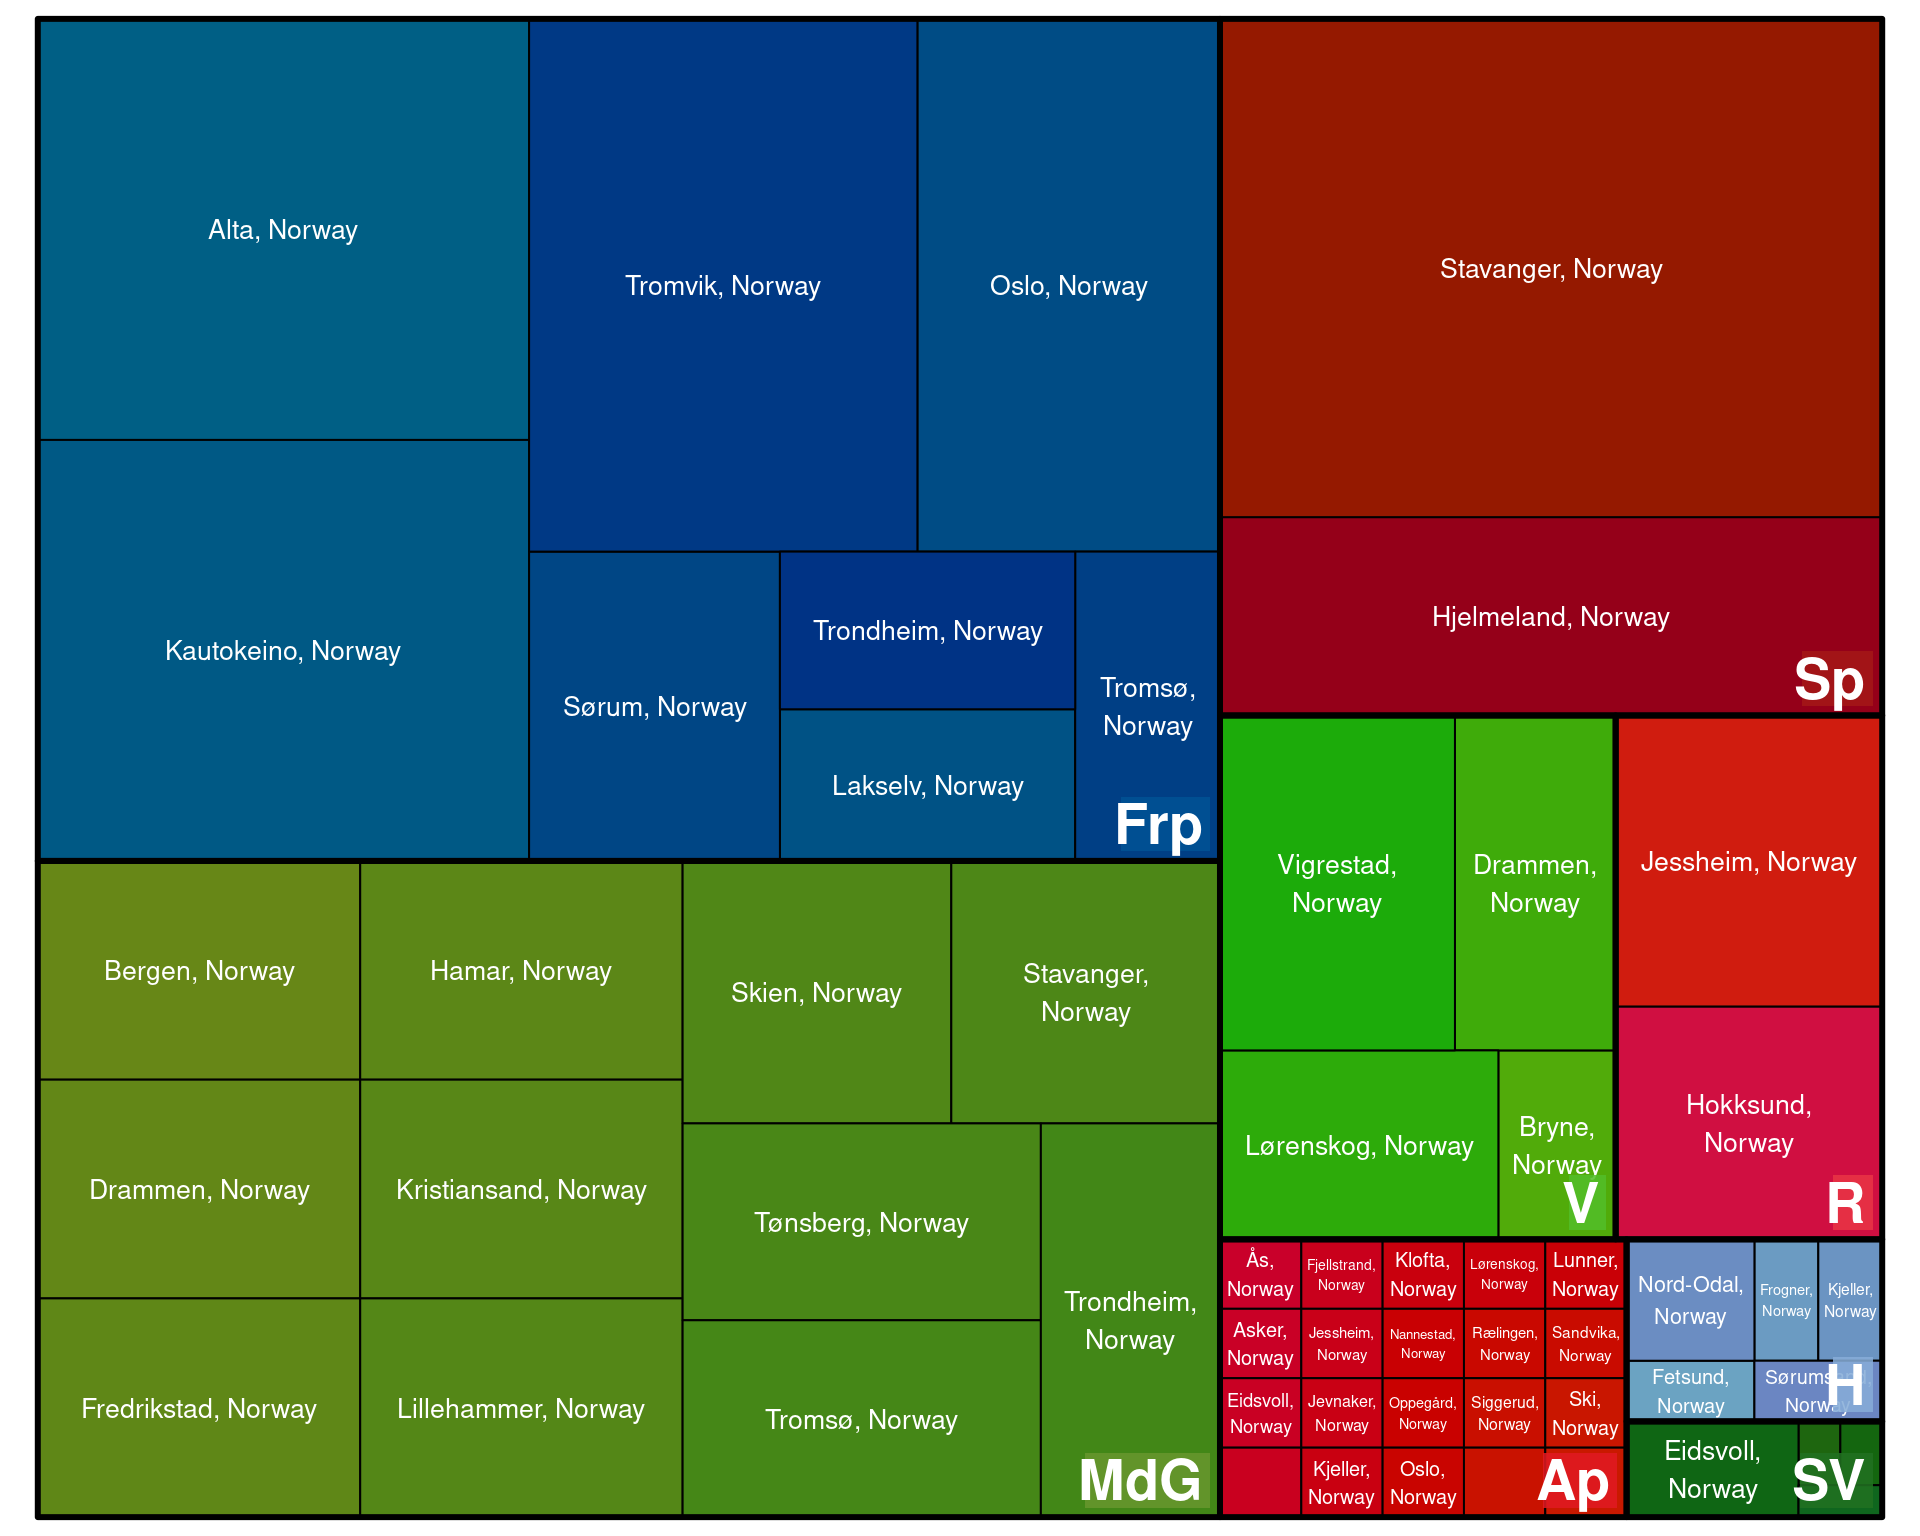 Alta, Norway
Tromvik, Norway
Oslo, Norway
Kautokeino, Norway
Sørum, Norway
Trondheim, Norway
Lakselv, Norway
Tromsø,
Norway
Frp
Stavanger, Norway
Hjelmeland, Norway
Sp
Bergen, Norway
Hamar, Norway
Skien, Norway
Stavanger,
Norway
Drammen, Norway
Kristiansand, Norway
Tønsberg, Norway
Trondheim,
Norway
Fredrikstad, Norway
Lillehammer, Norway
Tromsø, Norway
MdG
Vigrestad,
Norway
Drammen,
Norway
Lørenskog, Norway
Bryne,
Norway
V
Jessheim, Norway
Hokksund,
Norway
R
Ås,
Norway
Fjellstrand,
Norway
Klofta,
Norway
Lørenskog,
Norway
Lunner,
Norway
Asker,
Norway
Jessheim,
Norway
Nannestad,
Norway
Rælingen,
Norway
Sandvika,
Norway
Eidsvoll,
Norway
Jevnaker,
Norway
Oppegård,
Norway
Siggerud,
Norway
Ski,
Norway
Kjeller,
Norway
Oslo,
Norway
Ap
Nord-Odal,
Norway
Frogner,
Norway
Kjeller,
Norway
Fetsund,
Norway
Sørumsand,
Norway
H
Eidsvoll,
Norway
SV